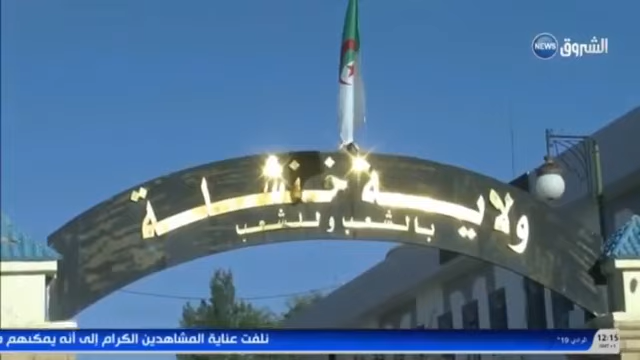 الشروق NEWS
ولاية خنشلة
بالشعب وللشعب
نلفت عناية المشاهدين الكرام إلى أنه يمكنهم م
12:15